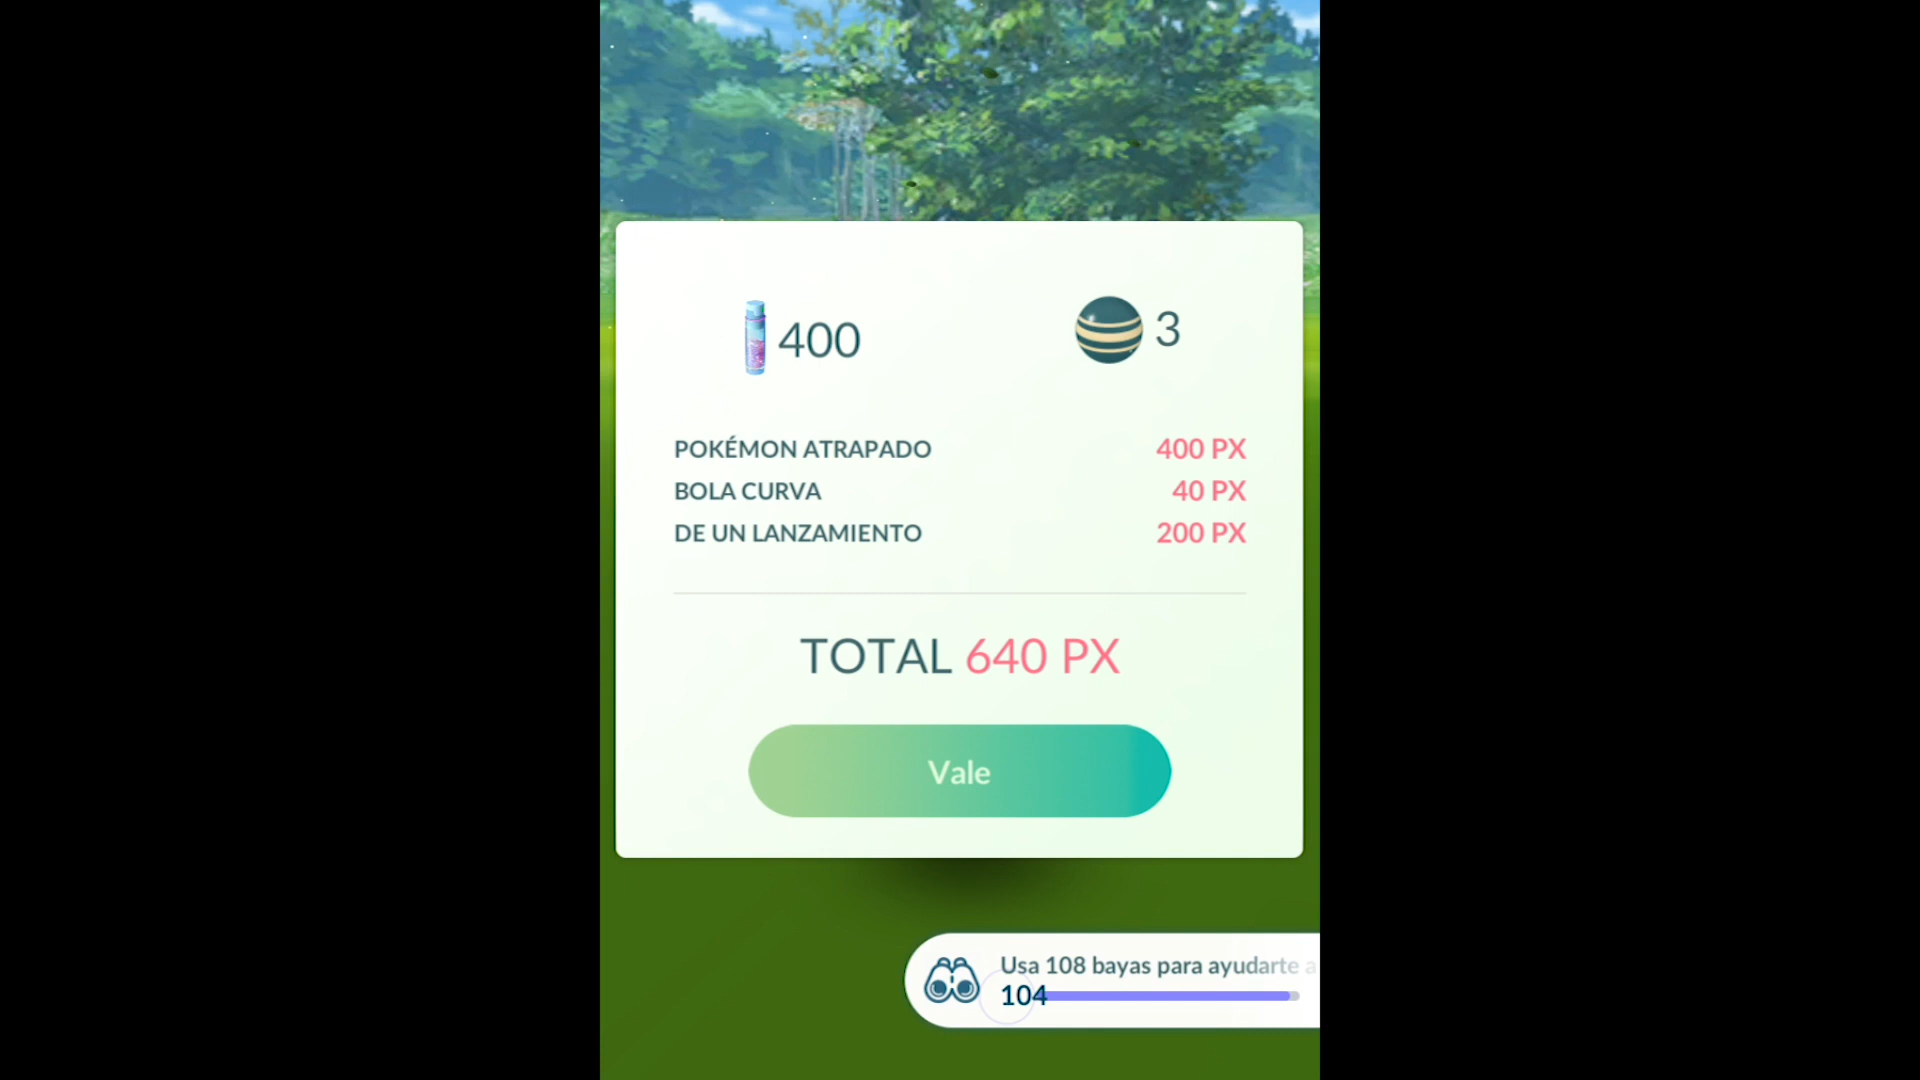 400
3
POKÉMON ATRAPADO 400 PX
BOLA CURVA 40 PX
DE UN LANZAMIENTO 200 PX
TOTAL 640 PX
Vale
Usa 108 bayas para ayudarte a
104